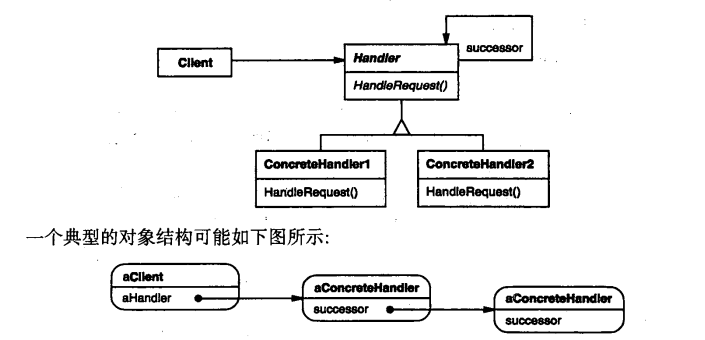 successor
Client
Handler
HandleRequest()
ConcreteHandler1
ConcreteHandler2
HandleRequest()
HandleRequest()
一个典型的对象结构可能如下图所示:
aClient
aHandler
aConcreteHandler
successor
aConcreteHandler
successor